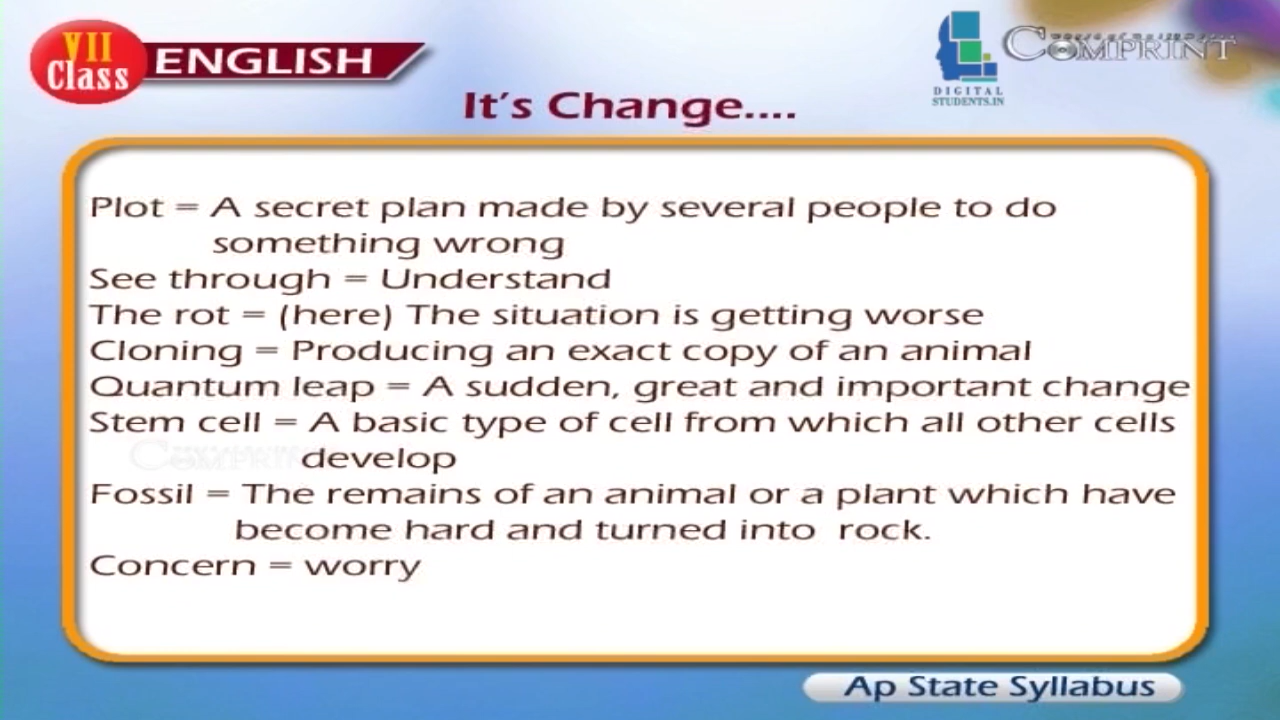 VII
Class
ENGLISH
DIGITAL
STUDENTS.IN
COMPRINT
It's Change....
Plot = A secret plan made by several people to do
something wrong
See through = Understand
The rot = (here) The situation is getting worse
Cloning = Producing an exact copy of an animal
Quantum leap = A sudden, great and important change
Stem cell = A basic type of cell from which all other cells
COMPRINT
develop
Fossil = The remains of an animal or a plant which have
become hard and turned into rock.
Concern = worry
Ap State Syllabus